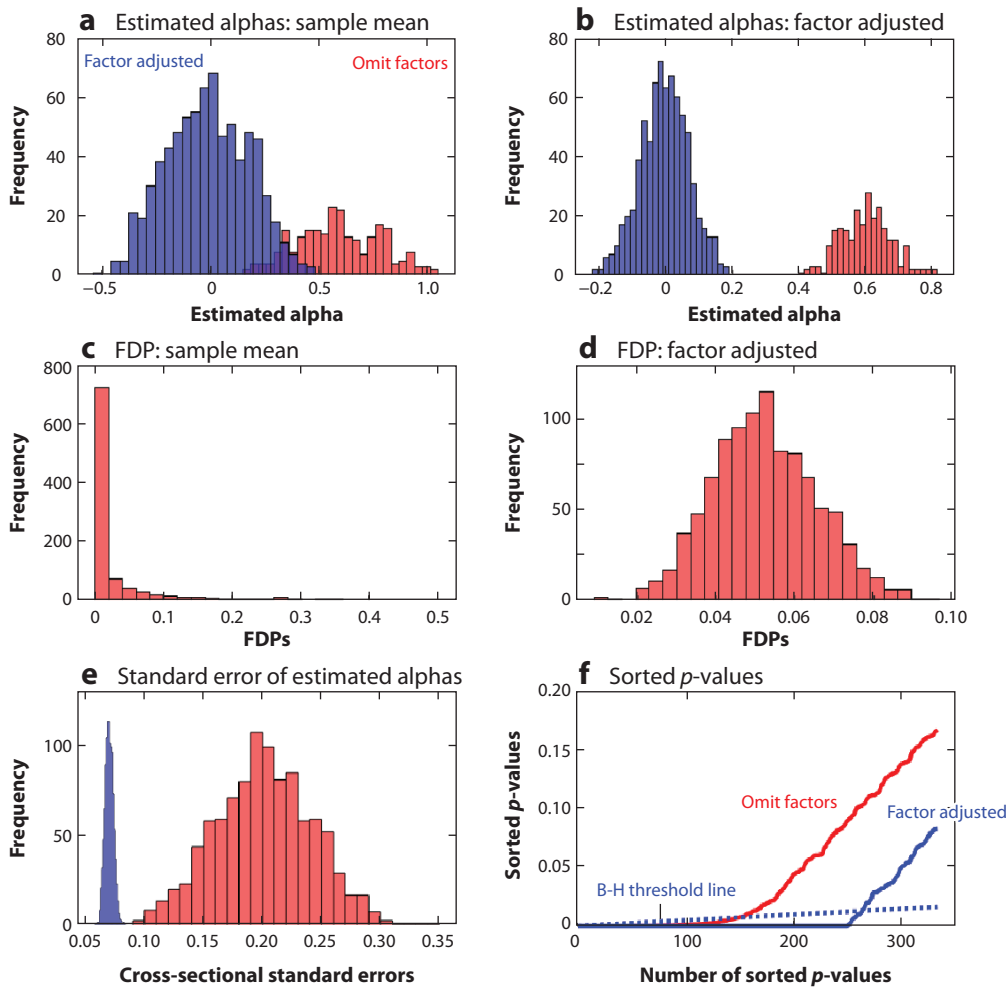 a Estimated alphas: sample mean
80
60
40
20
0
Frequency
Factor adjusted
Omit factors
−0.5 0 0.5 1.0
Estimated alpha
b Estimated alphas: factor adjusted
80
60
40
20
0
Frequency
−0.2 0 0.2 0.4 0.6 0.8
Estimated alpha
c FDP: sample mean
800
600
400
200
0
Frequency
0 0.1 0.2 0.3 0.4 0.5
FDPs
d FDP: factor adjusted
100
50
0
Frequency
0.02 0.04 0.06 0.08 0.10
FDPs
e Standard error of estimated alphas
100
50
0
Frequency
0.05 0.10 0.15 0.20 0.25 0.30 0.35
Cross-sectional standard errors
f Sorted p-values
0.20
0.15
0.10
0.05
0
Sorted p-values
Omit factors
Factor adjusted
B-H threshold line
0 100 200 300
Number of sorted p-values